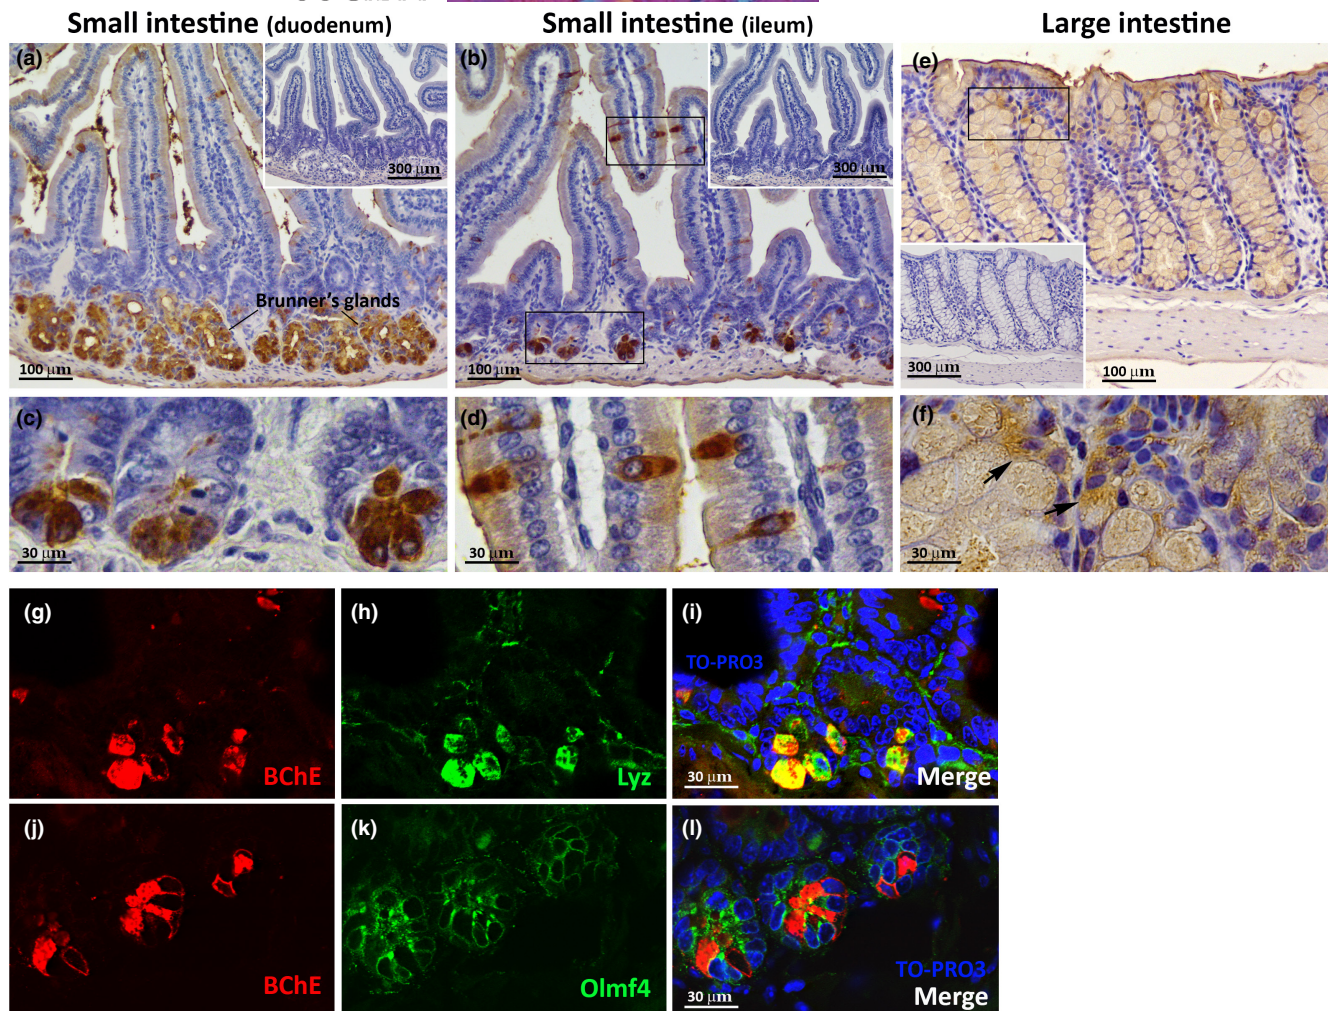 Small intestine (duodenum)
Small intestine (ileum)
Large intestine
(a)
300 μm
Brunner's glands
100 μm
(b)
300 μm
100 μm
(e)
300 μm
100 μm
(c)
30 μm
(d)
30 μm
(f)
30 μm
(g)
BChE
(h)
Lyz
(i)
TO-PRO3
30 μm
Merge
(j)
BChE
(k)
Olmf4
(l)
TO-PRO3
30 μm
Merge